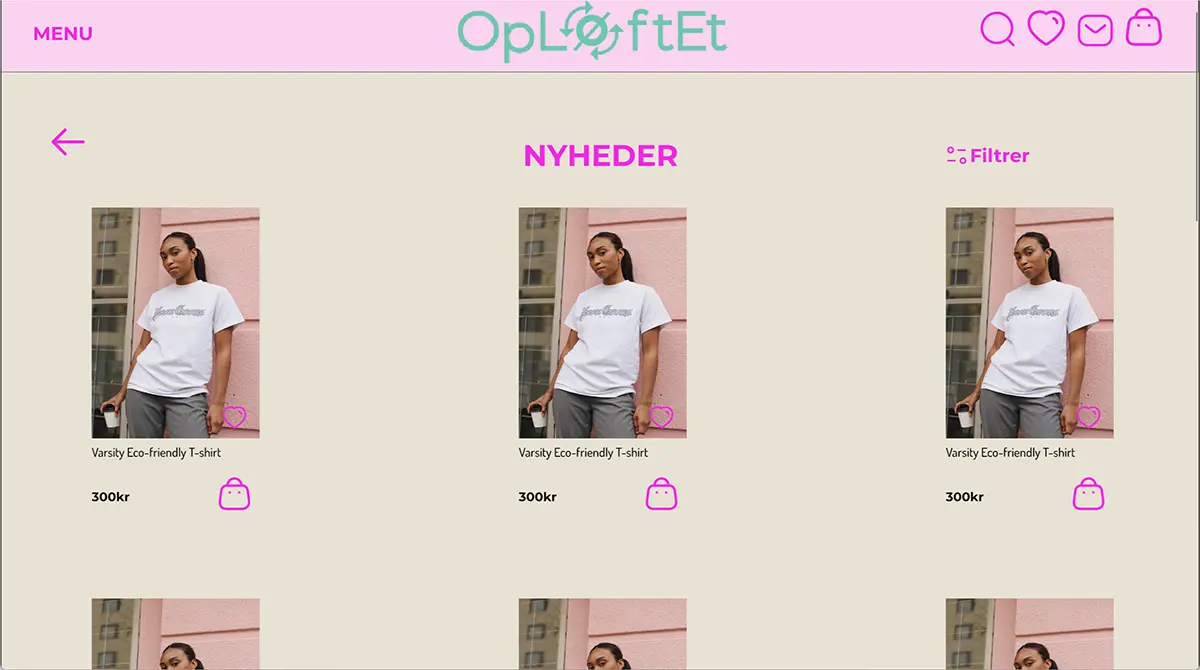 MENU
OpLøftEt
NYHEDER
Filtrer
Varsity Eco-friendly T-shirt
Varsity Eco-friendly T-shirt
Varsity Eco-friendly T-shirt
300kr
300kr
300kr